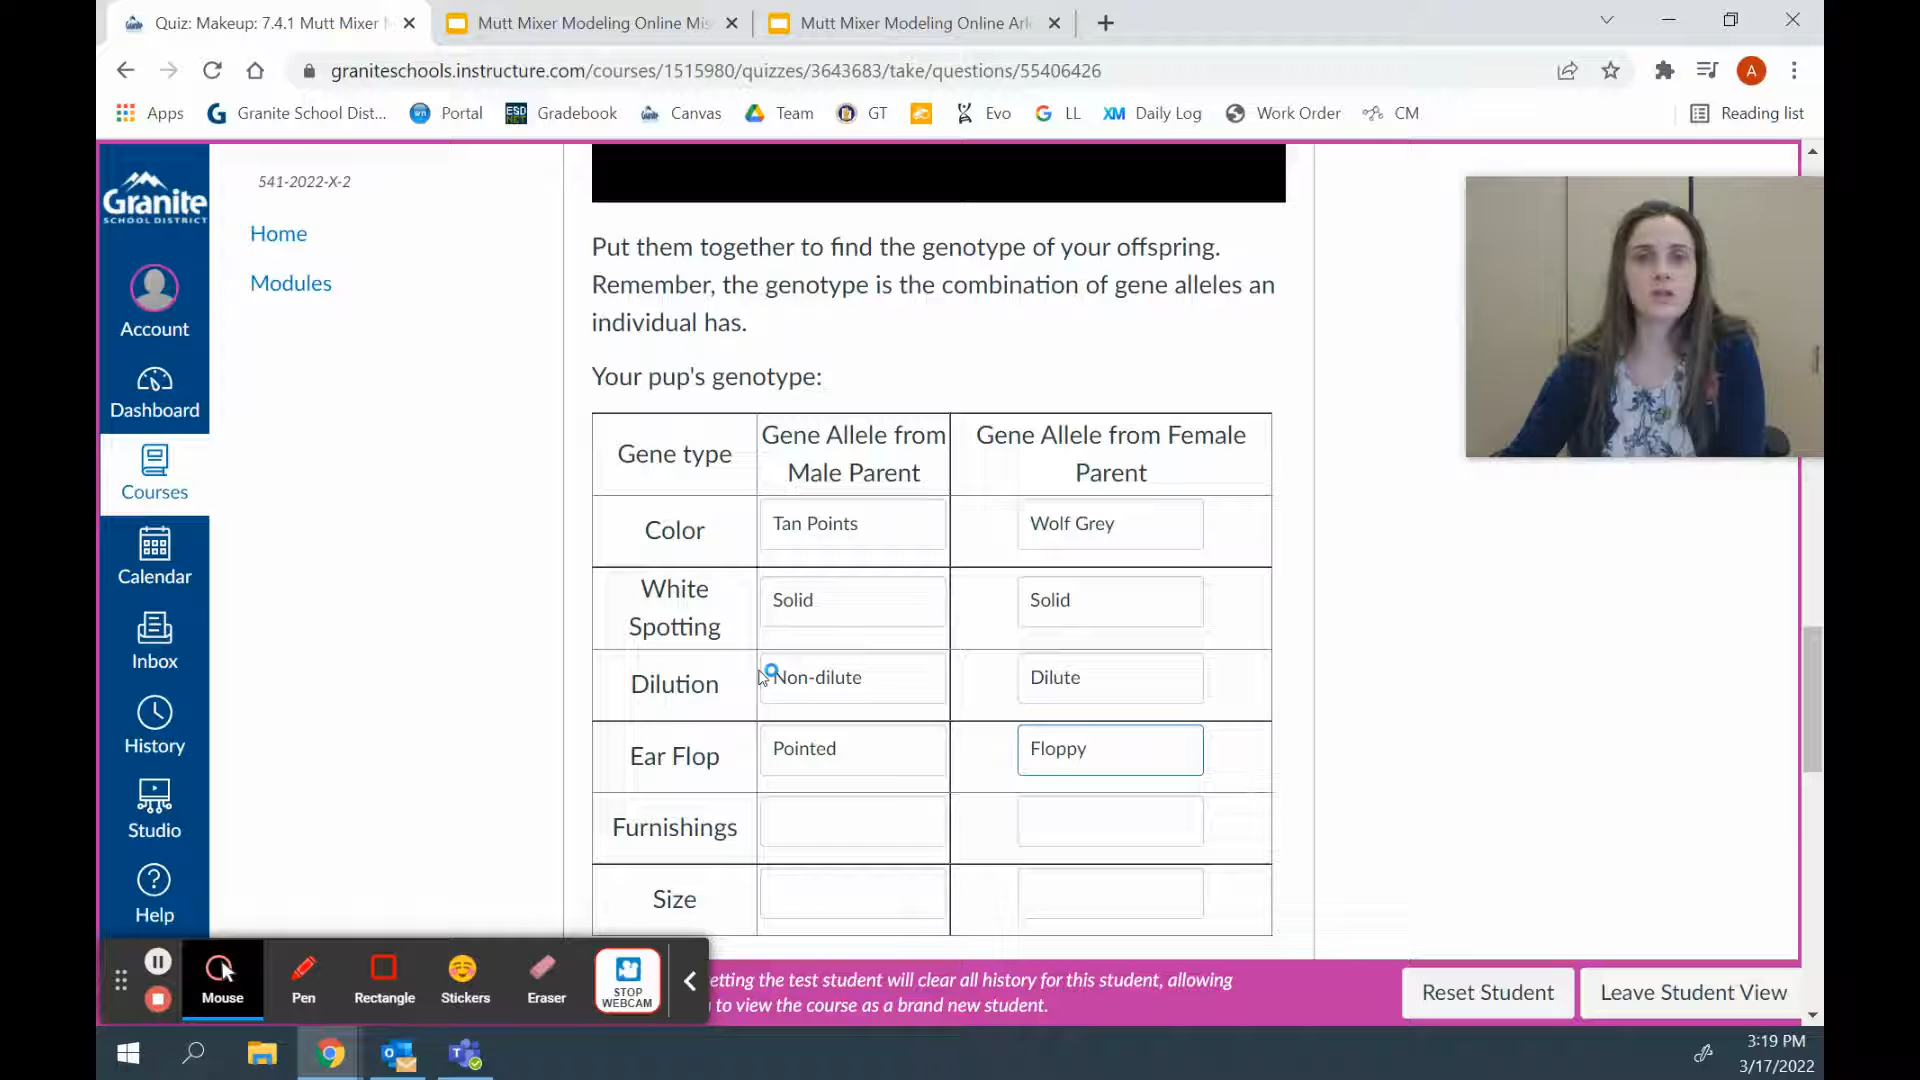 Quiz: Makeup: 7.4.1 Mutt Mixer
Mutt Mixer Modeling Online Mis
Mutt Mixer Modeling Online Ark
graniteschools.instructure.com/courses/1515980/quizzes/3643683/take/questions/55406426
A
Apps
Granite School Dist...
Portal
Gradebook
Canvas
Team
GT
Evo
LL
XM Daily Log
Work Order
CM
Reading list
Granite
SCHOOL DISTRICT
Account
Dashboard
Courses
Calendar
Inbox
History
Studio
Help
541-2022-X-2
Home
Modules
Put them together to find the genotype of your offspring.
Remember, the genotype is the combination of gene alleles an
individual has.
Your pup's genotype:
Gene type
Gene Allele from
Male Parent
Gene Allele from Female
Parent
Color
Tan Points
Wolf Grey
White
Spotting
Solid
Solid
Dilution
Non-dilute
Dilute
Ear Flop
Pointed
Floppy
Furnishings
Size
Mouse
Pen
Rectangle
Stickers
Eraser
STOP
WEBCAM
etting the test student will clear all history for this student, allowing
to view the course as a brand new student.
Reset Student
Leave Student View
3:19 PM
3/17/2022